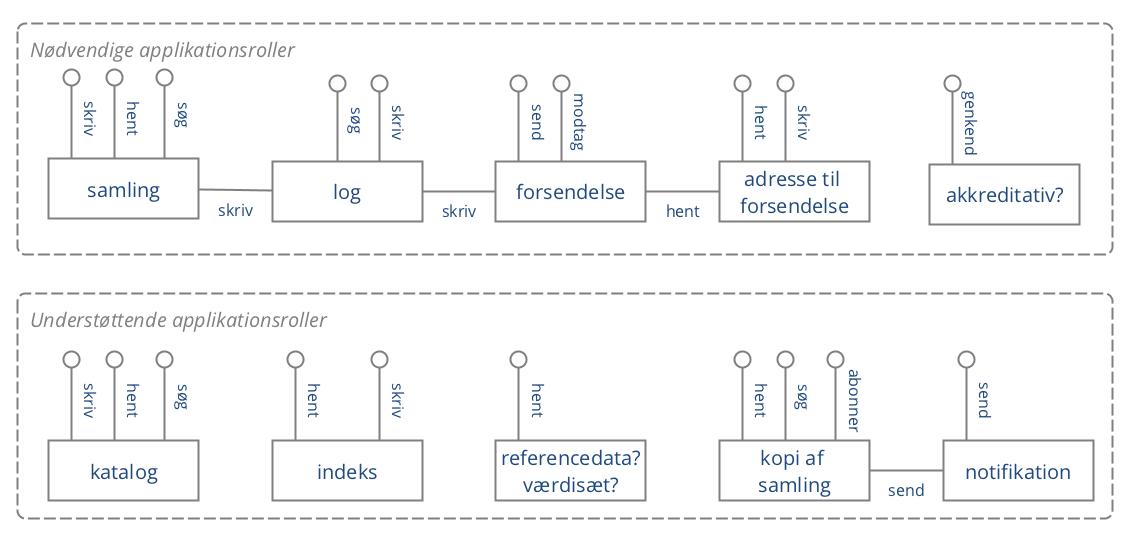 Nødvendige applikationsroller
skriv
hent
søg
søg
skriv
send
modtag
hent
skriv
genkend
samling
log
forsendelse
adresse til
forsendelse
akkreditativ?
skriv
skriv
hent
Understøttende applikationsroller
skriv
hent
søg
hent
skriv
hent
hent
søg
abonner
send
katalog
indeks
referencedata?
værdisæt?
kopi af
samling
notifikation
send